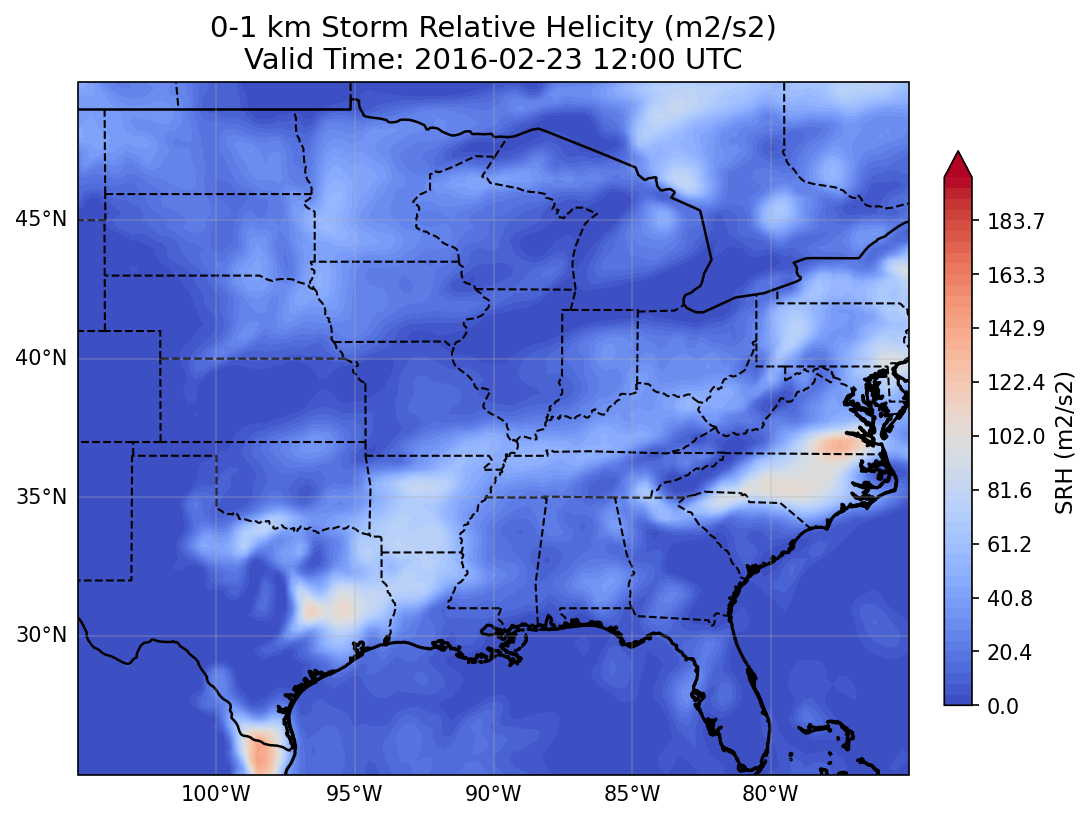 0-1 km Storm Relative Helicity (m2/s2)
Valid Time: 2016-02-23 12:00 UTC
45°N
40°N
35°N
30°N
100°W
95°W
90°W
85°W
80°W
183.7
163.3
142.9
122.4
102.0
81.6
61.2
40.8
20.4
0.0
SRH (m2/s2)